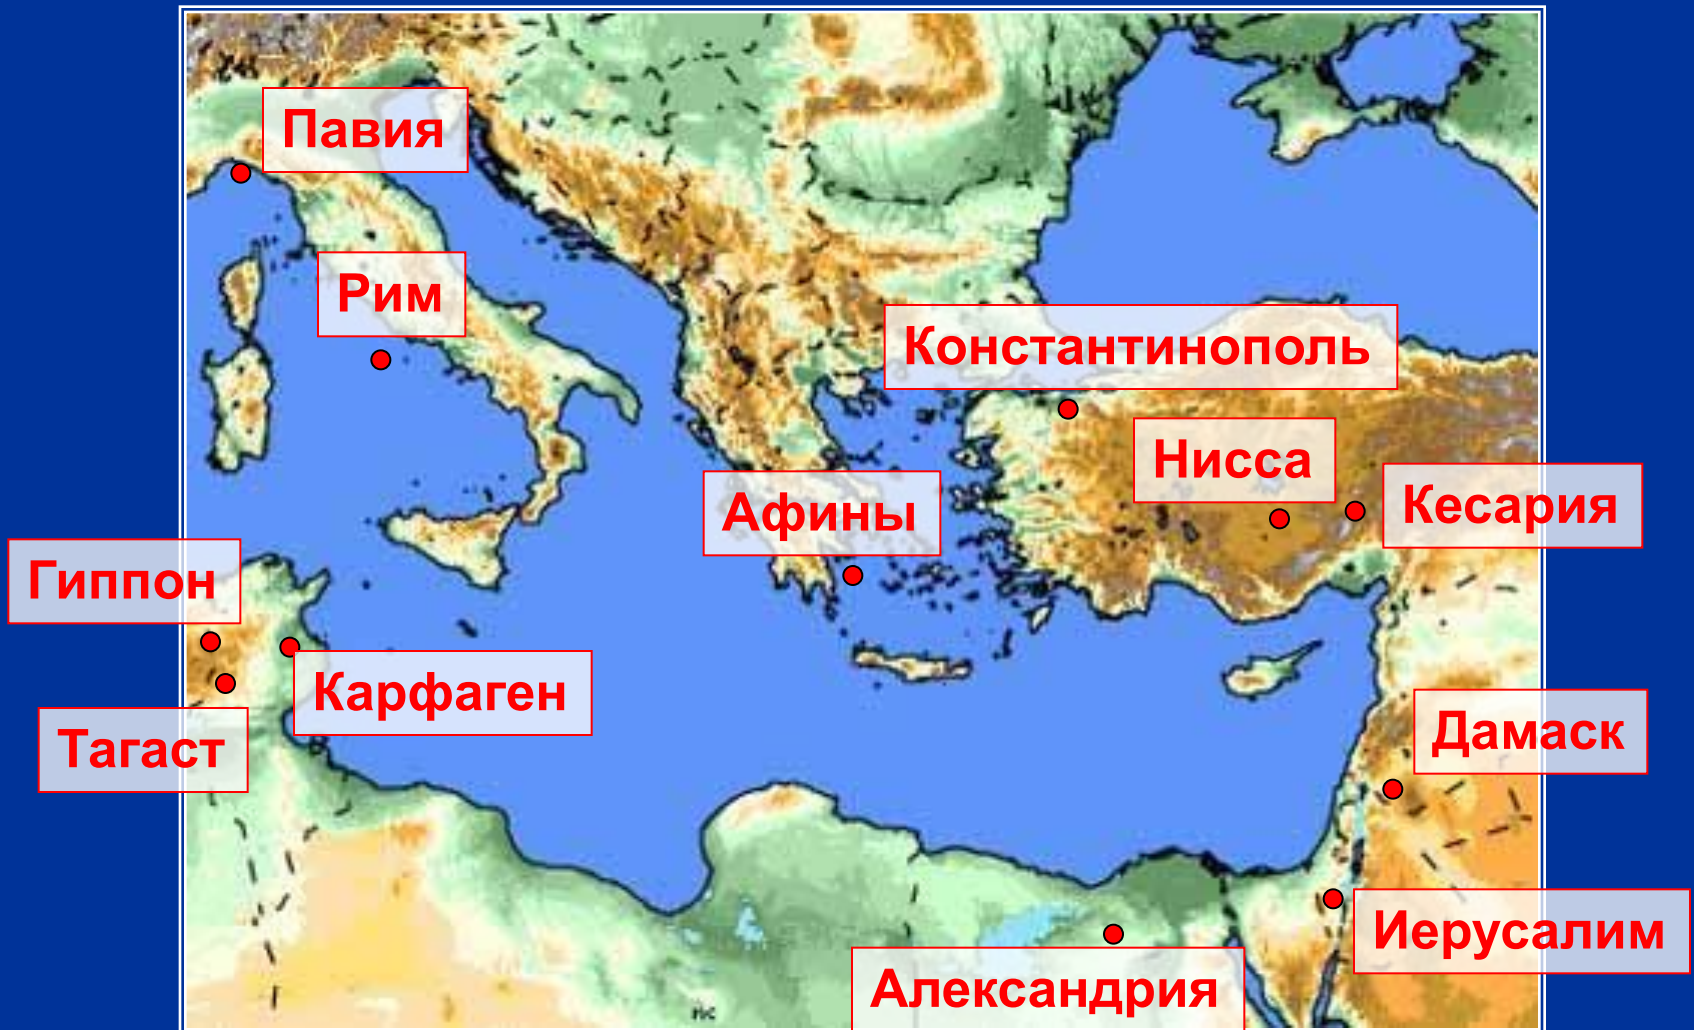 Павия
Рим
Константинополь
Нисса
Кесария
Афины
Гиппон
Карфаген
Тагаст
Дамаск
Иерусалим
Александрия